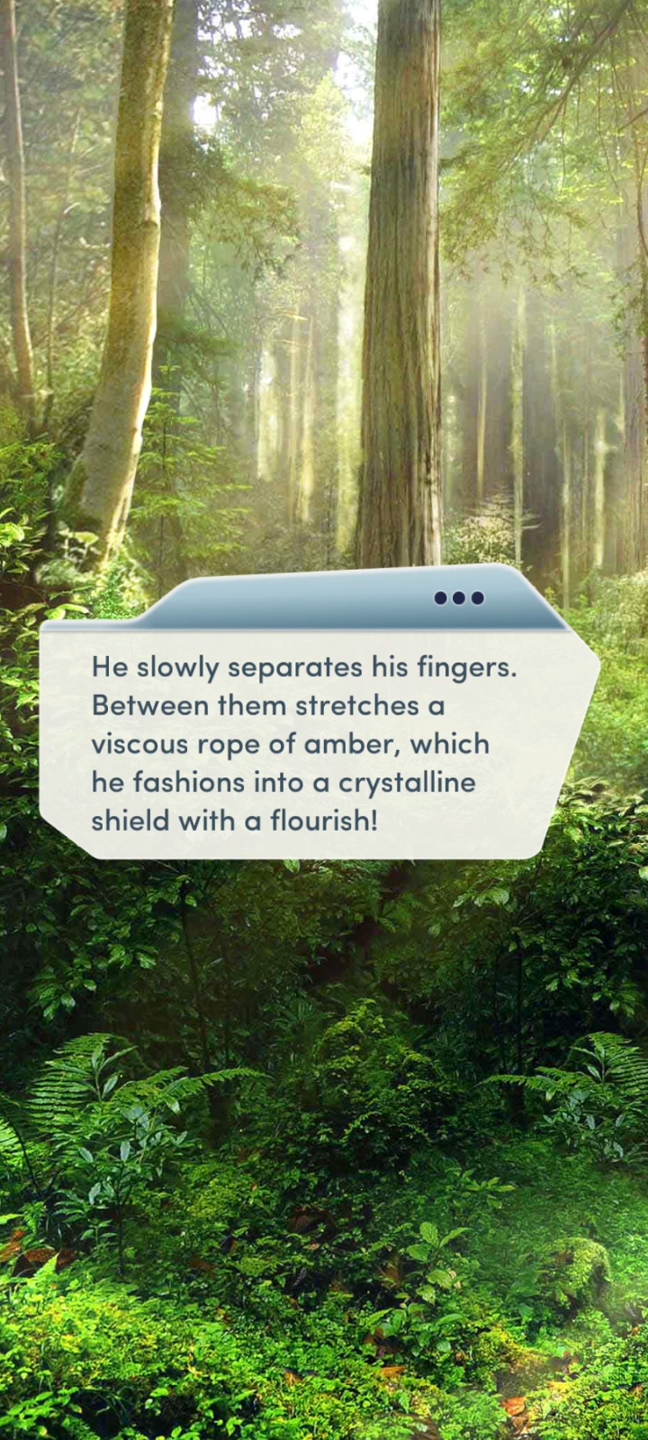 He slowly separates his fingers.
Between them stretches a
viscous rope of amber, which
he fashions into a crystalline
shield with a flourish!